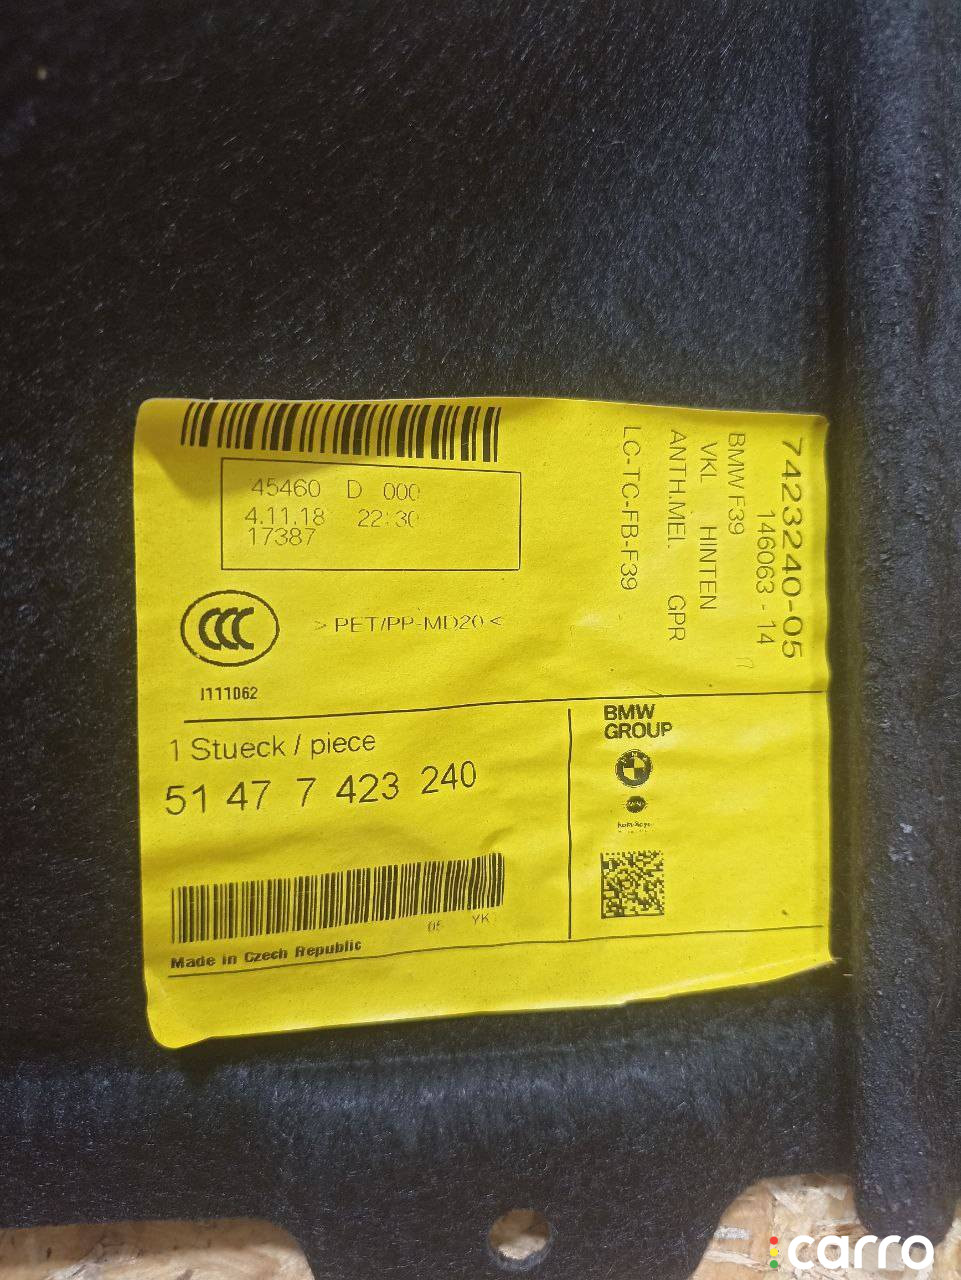 45460 D 000
4.11.18 22:30
17387
CCC
J111062
> PET/PP-MD20 <
7423240-05
146063 - 14
BMW F39
VKL HINTEN
ANTH.MEL. GPR
LC-TC-FB-F39
1 Stueck / piece
51 47 7 423 240
05 YK
Made in Czech Republic
BMW
GROUP
carro